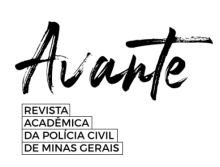 Avante
REVISTA
ACADÊMICA
DA POLÍCIA CIVIL
DE MINAS GERAIS